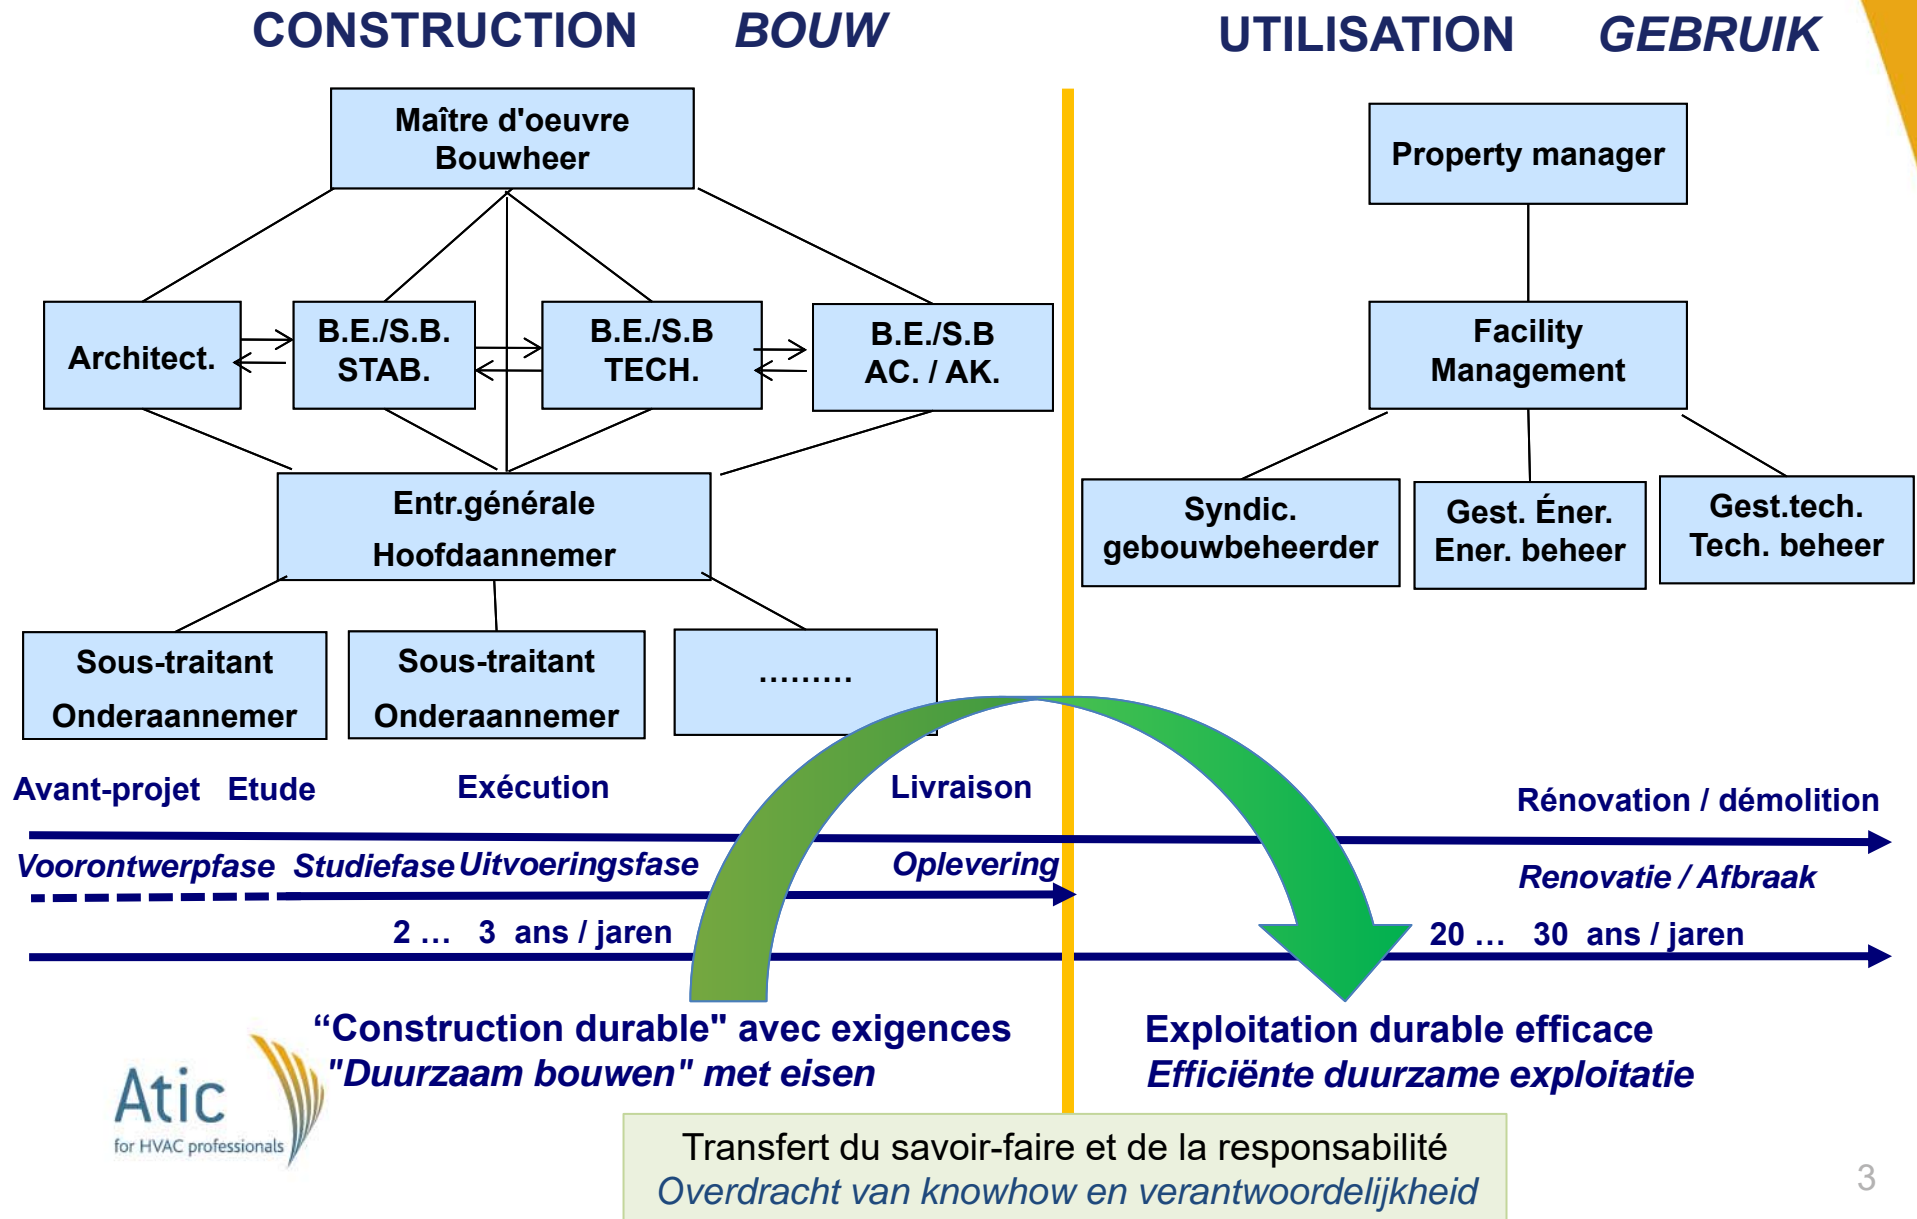 CONSTRUCTION BOUW
UTILISATION GEBRUIK
Maître d'oeuvre
Bouwheer
Architect.
B.E./S.B.
STAB.
B.E./S.B
TECH.
B.E./S.B
AC. / AK.
Entr.générale
Hoofdaannemer
Sous-traitant
Onderaannemer
Sous-traitant
Onderaannemer
………
Property manager
Facility
Management
Syndic.
gebouwbeheerder
Gest. Éner.
Ener. beheer
Gest.tech.
Tech. beheer
Avant-projet Etude Exécution Livraison Rénovation / démolition
Voorontwerpfase Studiefase Uitvoeringsfase Oplevering Renovatie / Afbraak
2 … 3 ans / jaren 20 … 30 ans / jaren
“Construction durable" avec exigences
"Duurzaam bouwen" met eisen
Exploitation durable efficace
Efficiënte duurzame exploitatie
Atic
for HVAC professionals
Transfert du savoir-faire et de la responsabilité
Overdracht van knowhow en verantwoordelijkheid
3